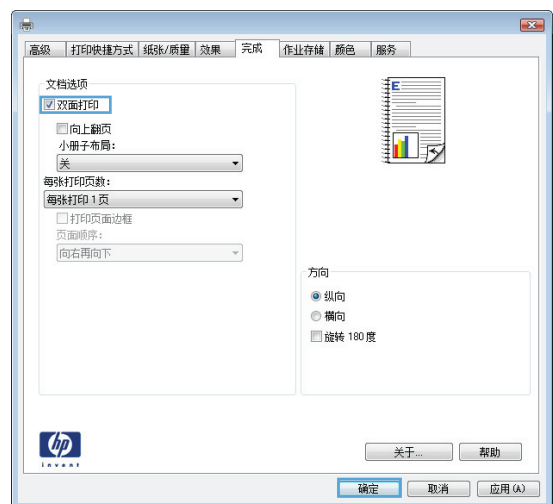 高级 打印快捷方式 纸张/质量 效果 完成 作业存储 颜色 服务
文档选项
双面打印
向上翻页
小册子布局:
关
每张打印页数:
每张打印 1 页
打印页面边框
页面顺序:
向右再向下
E
方向
纵向
横向
旋转 180 度
hp
invent
关于... 帮助
确定 取消 应用(A)